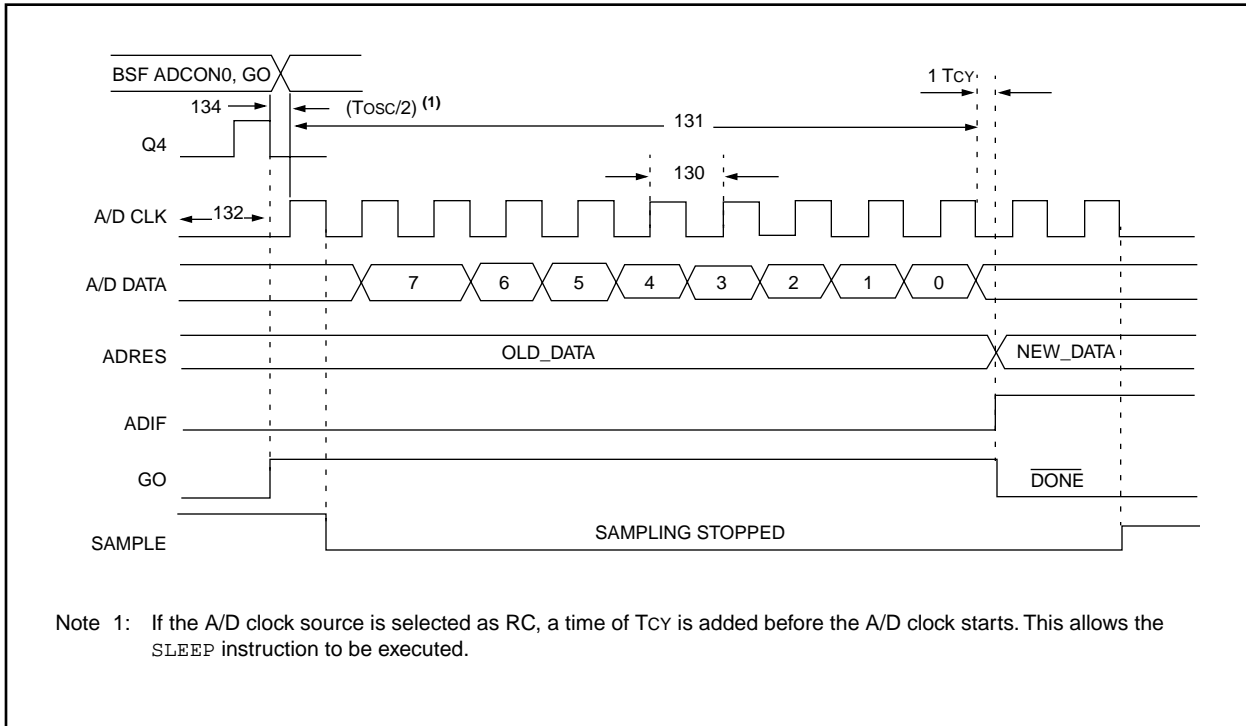 BSF ADCON0, GO
1 TCY
134
(TOSC/2) (1)
131
Q4
130
A/D CLK
132
A/D DATA
7 6 5 4 3 2 1 0
ADRES
OLD_DATA
NEW_DATA
ADIF
GO
DONE
SAMPLE
SAMPLING STOPPED
Note 1: If the A/D clock source is selected as RC, a time of TCY is added before the A/D clock starts. This allows the
SLEEP instruction to be executed.